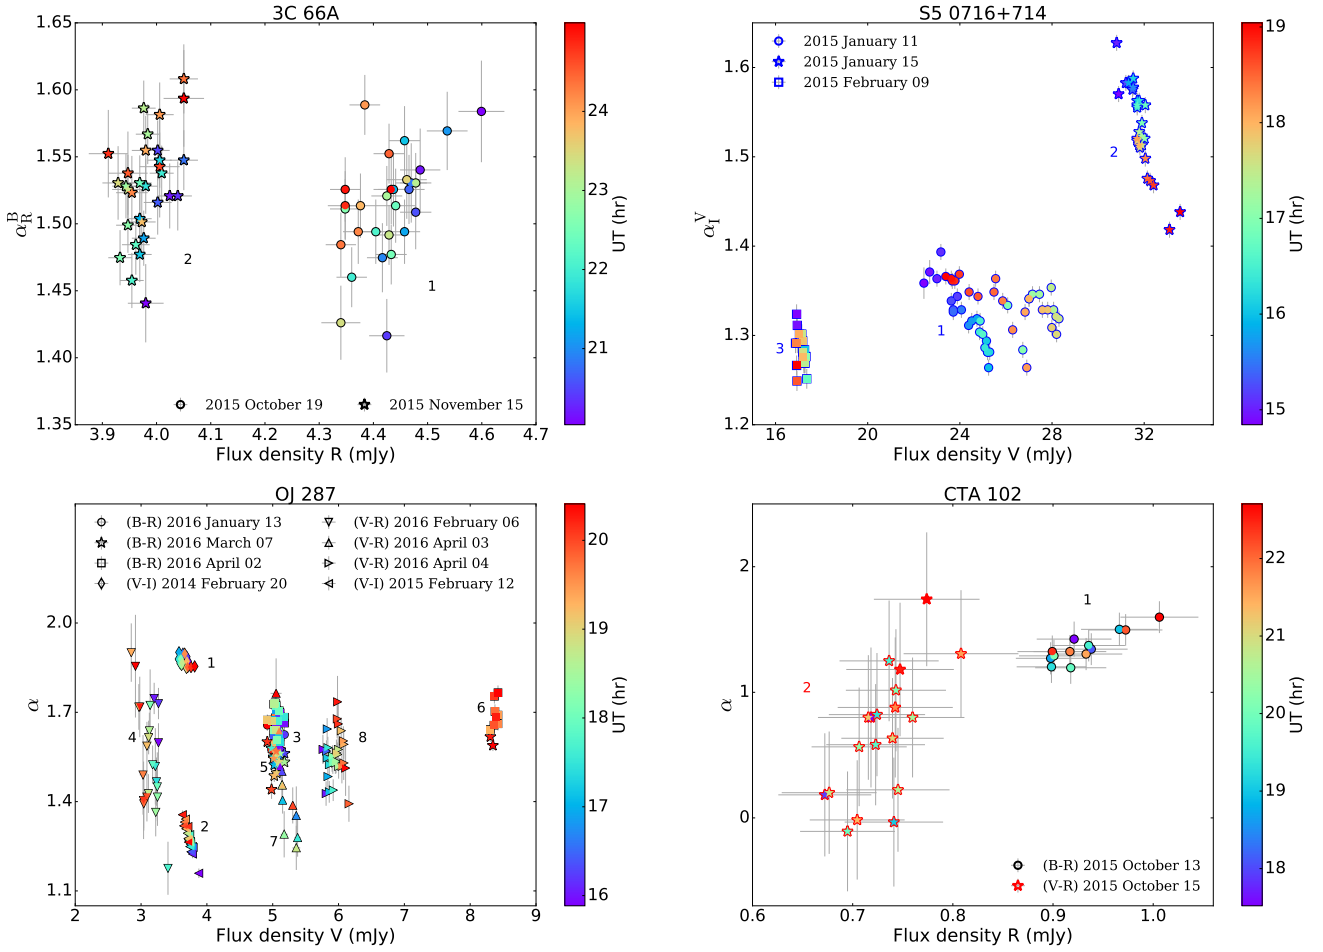 3C 66A
1.65
1.60
1.55
1.50
1.45
1.40
1.35
α_R^B
3.9 4.0 4.1 4.2 4.3 4.4 4.5 4.6 4.7
Flux density R (mJy)
2
1
2015 October 19 2015 November 15
24
23
22
21
UT (hr)
S5 0716+714
2015 January 11
2015 January 15
2015 February 09
1.6
1.5
1.4
1.3
1.2
α_I^V
16 20 24 28 32
Flux density V (mJy)
2
1
3
19
18
17
16
15
UT (hr)
OJ 287
(B-R) 2016 January 13 (V-R) 2016 February 06
(B-R) 2016 March 07 (V-R) 2016 April 03
(B-R) 2016 April 02 (V-R) 2016 April 04
(V-I) 2014 February 20 (V-I) 2015 February 12
2.0
1.7
1.4
1.1
α
2 3 4 5 6 7 8 9
Flux density V (mJy)
1
6
4
3
8
5
2
7
20
19
18
17
16
UT (hr)
CTA 102
2
1
0
α
0.6 0.7 0.8 0.9 1.0
Flux density R (mJy)
1
2
(B-R) 2015 October 13
(V-R) 2015 October 15
22
21
20
19
18
UT (hr)